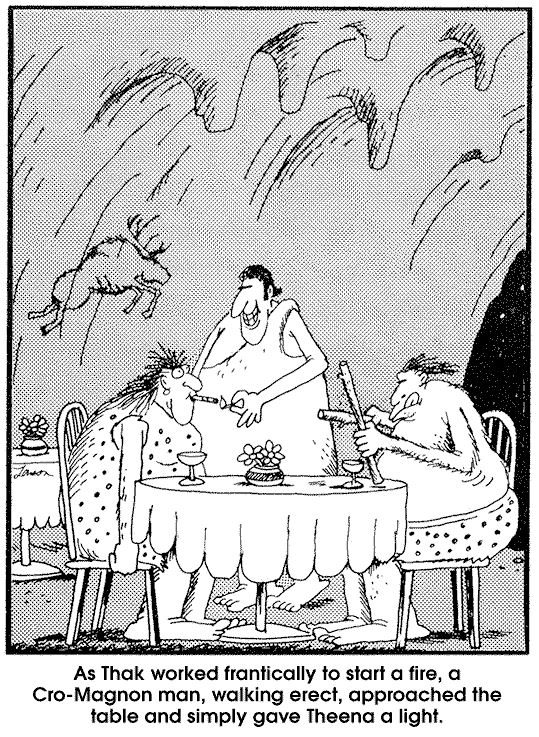 Larson
As Thak worked frantically to start a fire, a
Cro-Magnon man, walking erect, approached the
table and simply gave Theena a light.